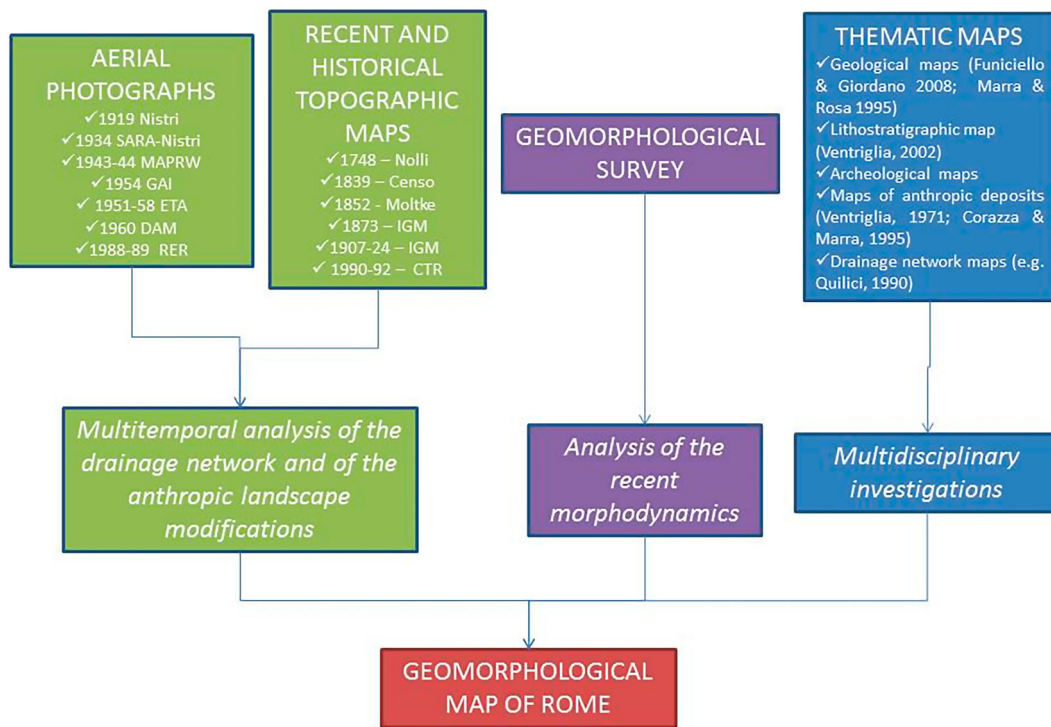 AERIAL
PHOTOGRAPHS
✓1919 Nistri
✓1934 SARA-Nistri
✓1943-44 MAPRW
✓1954 GAI
✓1951-58 ETA
✓1960 DAM
✓1988-89 RER
RECENT AND
HISTORICAL
TOPOGRAPHIC
MAPS
✓1748 – Nolli
✓1839 – Censo
✓1852 - Moltke
✓1873 – IGM
✓1907-24 – IGM
✓1990-92 – CTR
GEOMORPHOLOGICAL
SURVEY
THEMATIC MAPS
✓Geological maps (Funiciello
& Giordano 2008; Marra &
Rosa 1995)
✓Lithostratigraphic map
(Ventriglia, 2002)
✓Archeological maps
✓Maps of anthropic deposits
(Ventriglia, 1971; Corazza &
Marra, 1995)
✓Drainage network maps (e.g.
Quilici, 1990)
Multitemporal analysis of the
drainage network and of the
anthropic landscape
modifications
Analysis of the
recent
morphodynamics
Multidisciplinary
investigations
GEOMORPHOLOGICAL
MAP OF ROME